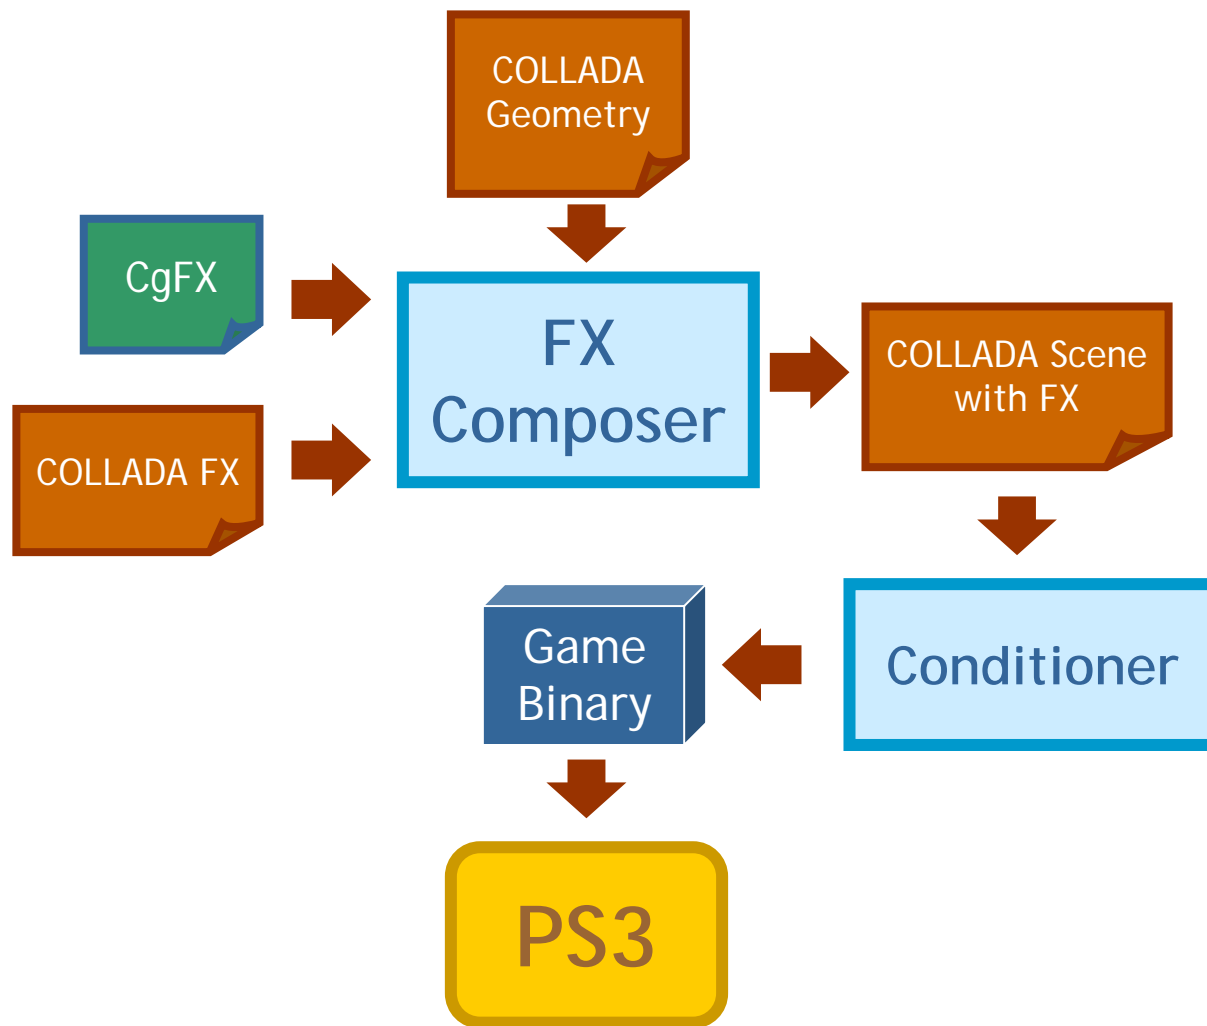 COLLADA
Geometry
CgFX
FX
Composer
COLLADA Scene
with FX
COLLADA FX
Game
Binary
Conditioner
PS3